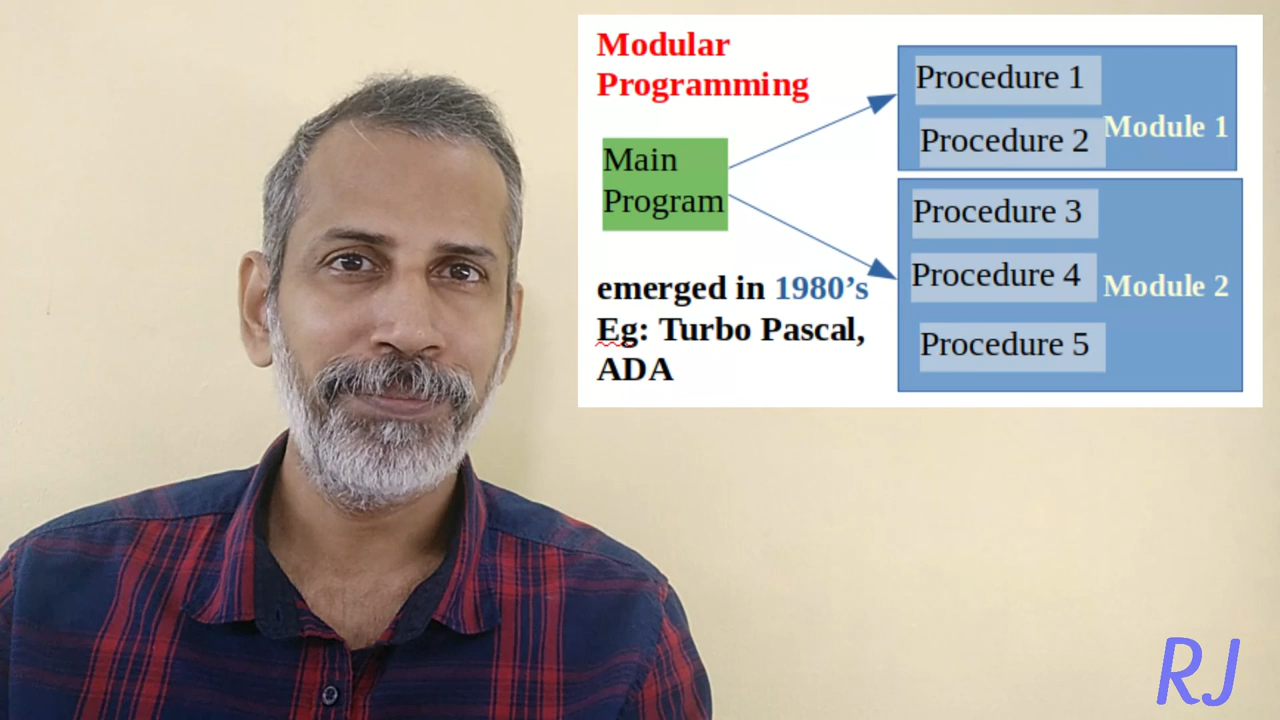 Modular
Programming
Main
Program
emerged in 1980’s
Eg: Turbo Pascal,
ADA
Procedure 1
Procedure 2
Module 1
Procedure 3
Procedure 4
Module 2
Procedure 5
RJ